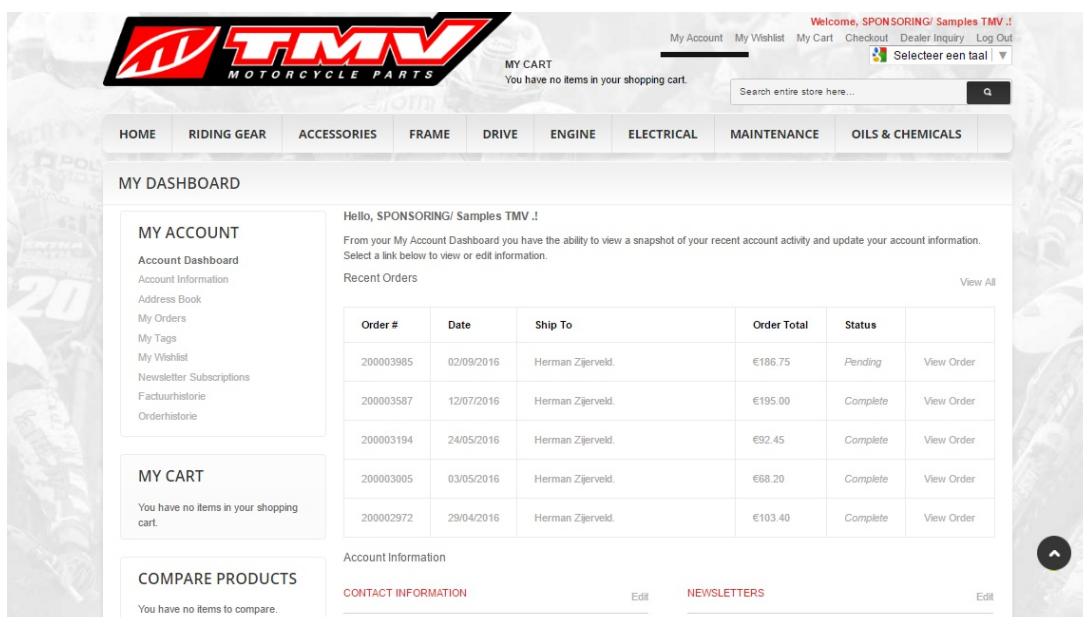 Welcome, SPONSORING/ Samples TMV .!
My Account My Wishlist My Cart Checkout Dealer Inquiry Log Out
Selecteer een taal ▼
TMV
MOTORCYCLE PARTS
MY CART
You have no items in your shopping cart.
Search entire store here...
HOME RIDING GEAR ACCESSORIES FRAME DRIVE ENGINE ELECTRICAL MAINTENANCE OILS & CHEMICALS
MY DASHBOARD
MY ACCOUNT
Account Dashboard
Account Information
Address Book
My Orders
My Tags
My Wishlist
Newsletter Subscriptions
Factuurhistorie
Orderhistorie
MY CART
You have no items in your shopping
cart.
COMPARE PRODUCTS
You have no items to compare.
Hello, SPONSORING/ Samples TMV .!
From your My Account Dashboard you have the ability to view a snapshot of your recent account activity and update your account information.
Select a link below to view or edit information.
Recent Orders View All
Order # Date Ship To Order Total Status
200003985 02/09/2016 Herman Zijerveld. €186.75 Pending View Order
200003587 12/07/2016 Herman Zijerveld. €195.00 Complete View Order
200003194 24/05/2016 Herman Zijerveld. €92.45 Complete View Order
200003005 03/05/2016 Herman Zijerveld. €68.20 Complete View Order
200002972 29/04/2016 Herman Zijerveld. €103.40 Complete View Order
Account Information
CONTACT INFORMATION Edit NEWSLETTERS Edit
20